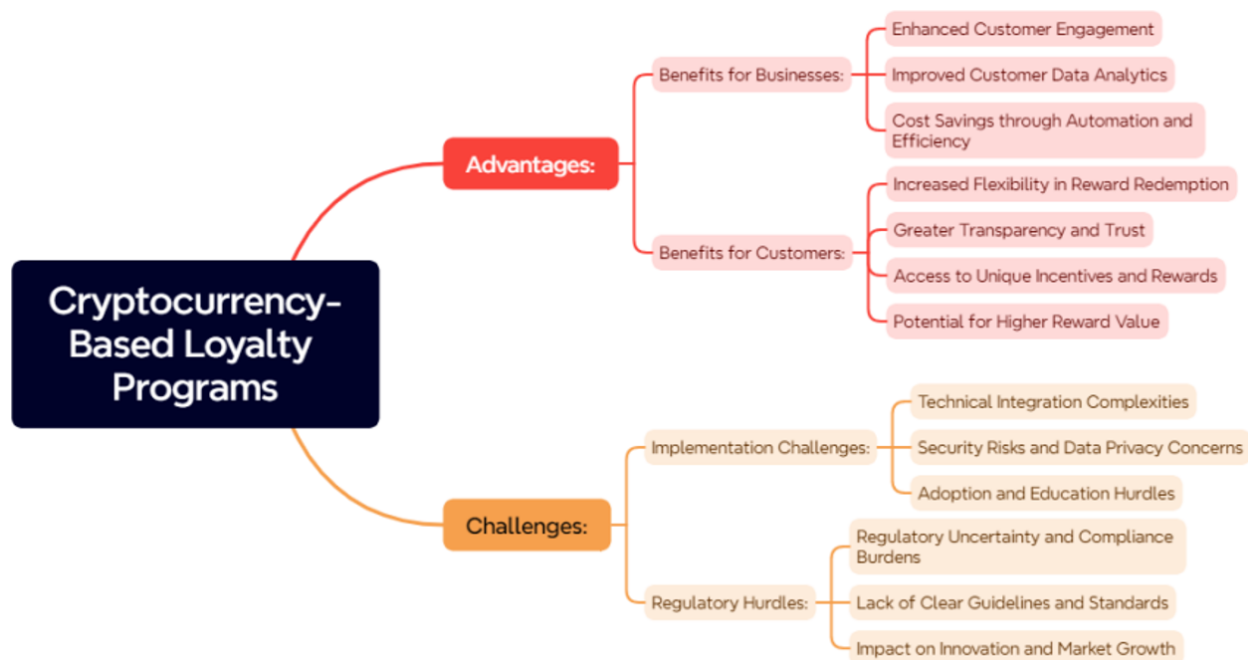 Cryptocurrency-
Based Loyalty
Programs
Advantages:
Benefits for Businesses:
Enhanced Customer Engagement
Improved Customer Data Analytics
Cost Savings through Automation and
Efficiency
Benefits for Customers:
Increased Flexibility in Reward Redemption
Greater Transparency and Trust
Access to Unique Incentives and Rewards
Potential for Higher Reward Value
Challenges:
Implementation Challenges:
Technical Integration Complexities
Security Risks and Data Privacy Concerns
Adoption and Education Hurdles
Regulatory Hurdles:
Regulatory Uncertainty and Compliance
Burdens
Lack of Clear Guidelines and Standards
Impact on Innovation and Market Growth